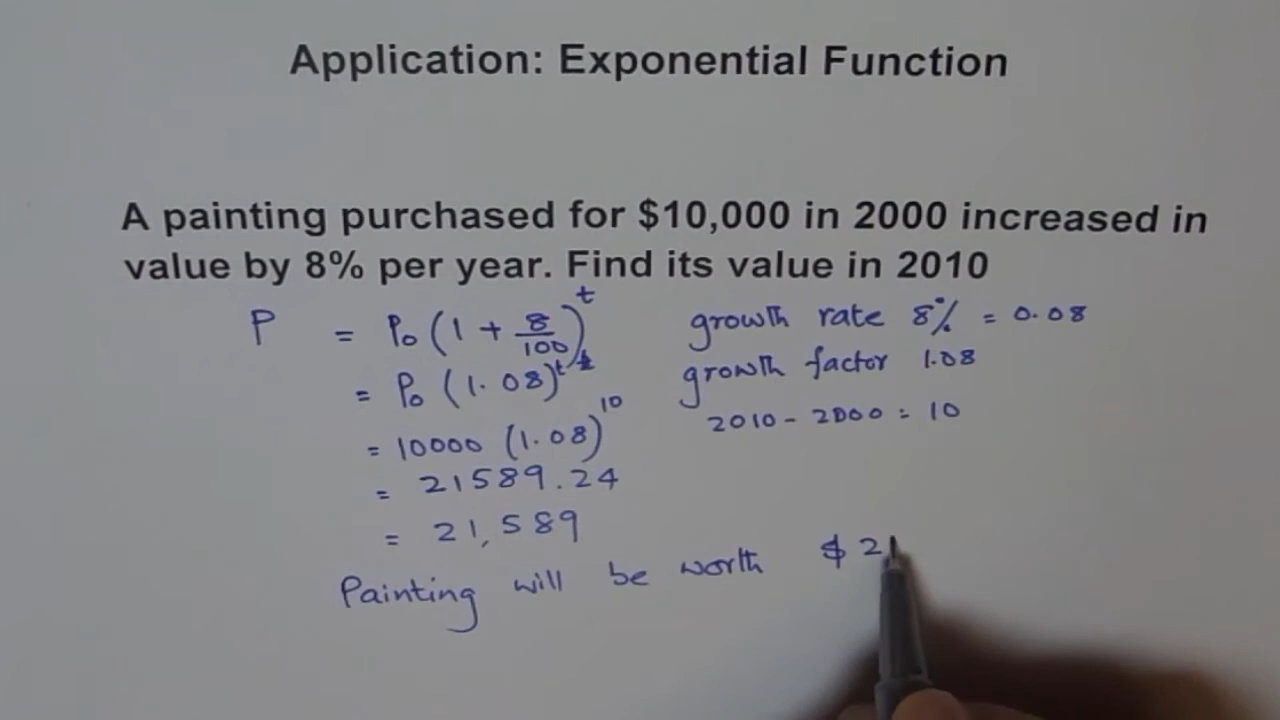 Application: Exponential Function
A painting purchased for $10,000 in 2000 increased in
value by 8% per year. Find its value in 2010
P = P₀ (1 + 8/100)^t growth rate 8% = 0.08
= P₀ (1.08)^t growth factor 1.08
= 10000 (1.08)^10 2010 - 2000 = 10
= 21589.24
= 21,589
Painting will be worth $ 21